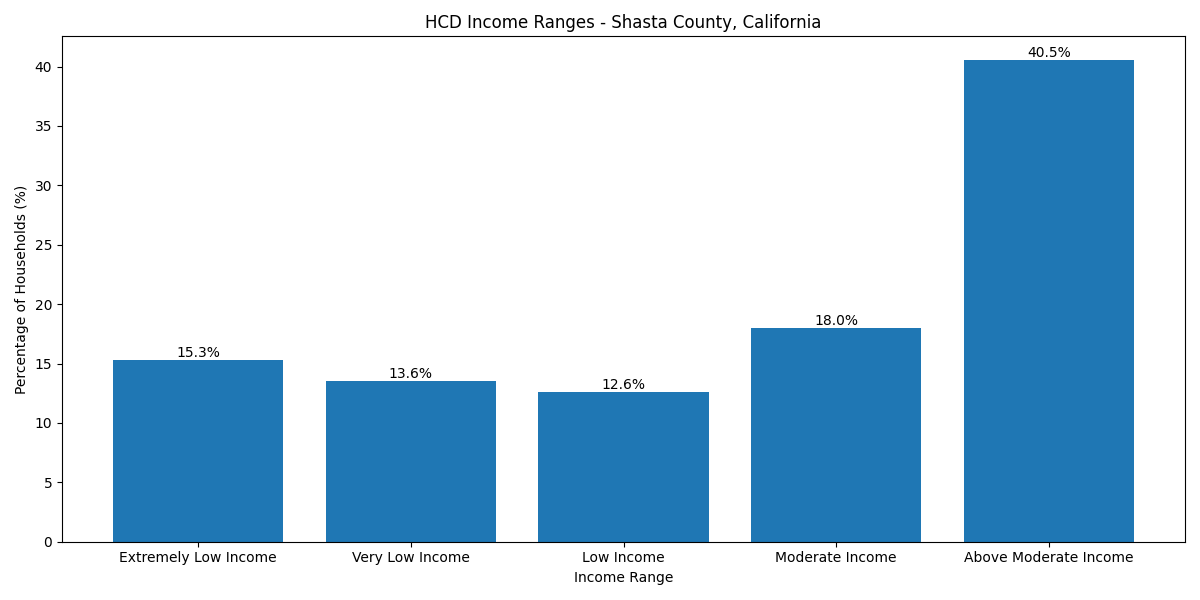 HCD Income Ranges - Shasta County, California
Percentage of Households (%)
40
35
30
25
20
15
10
5
0
15.3%
13.6%
12.6%
18.0%
40.5%
Extremely Low Income
Very Low Income
Low Income
Moderate Income
Above Moderate Income
Income Range